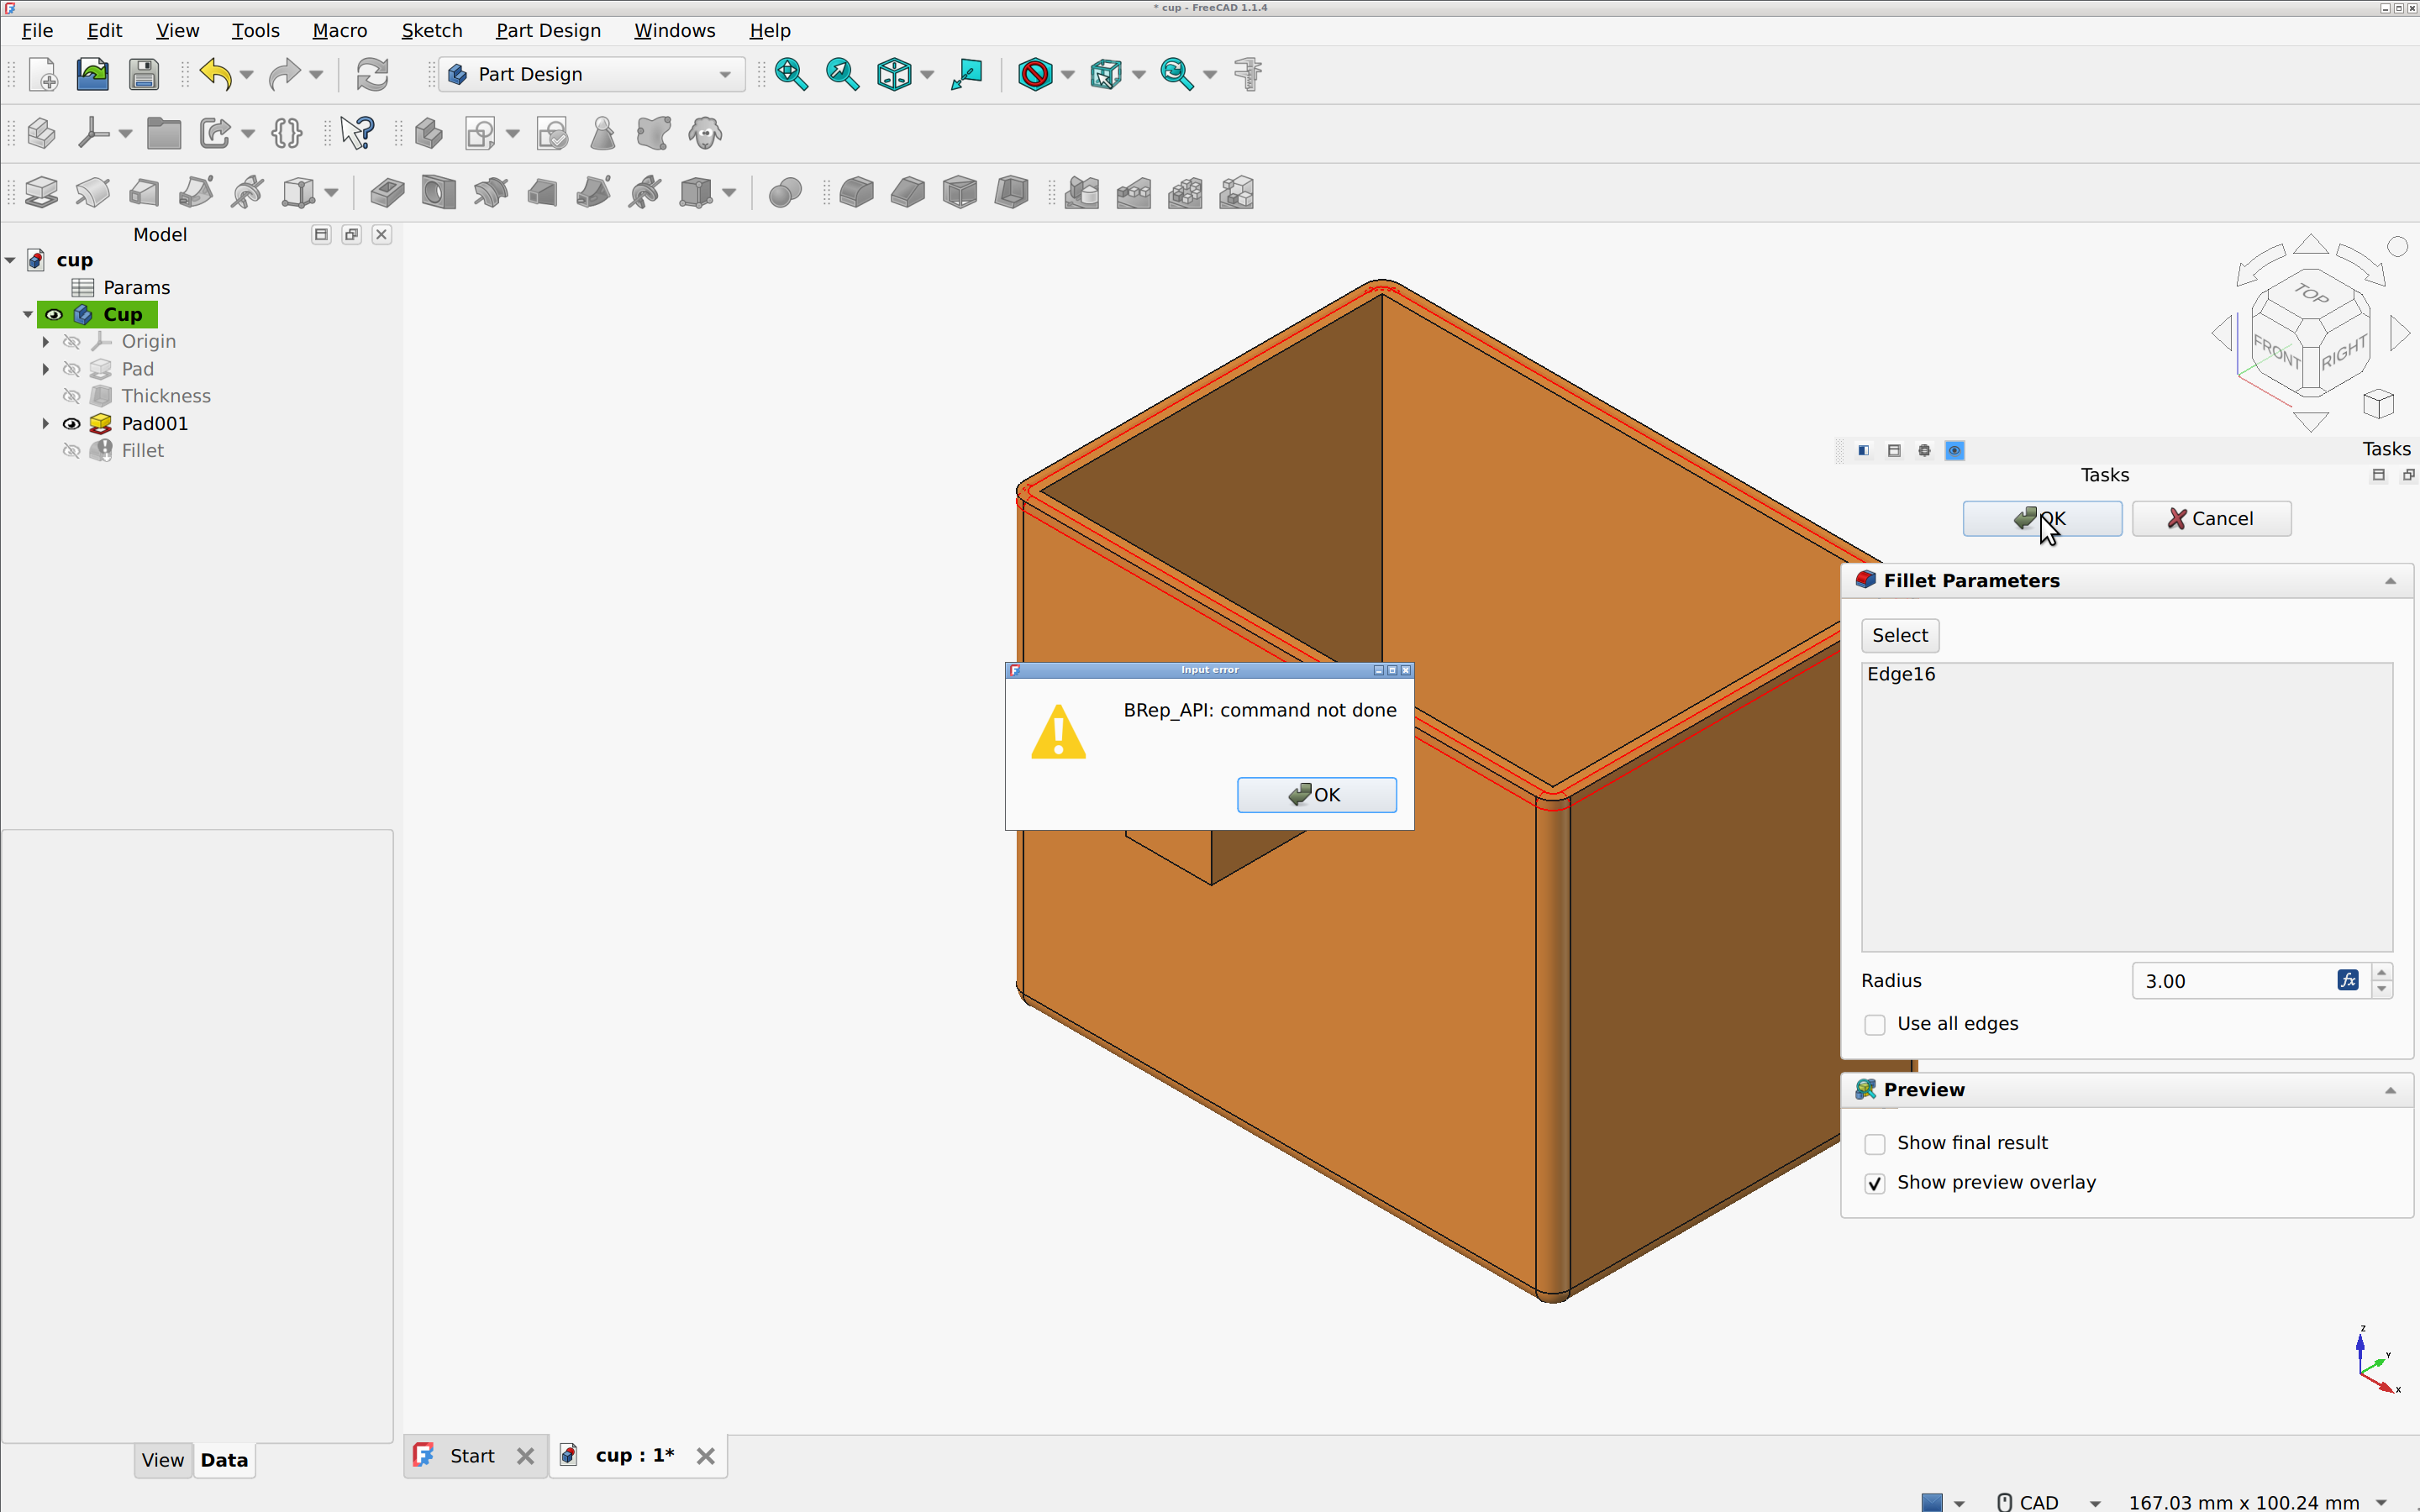 * cup - FreeCAD 1.1.4
File Edit View Tools Macro Sketch Part Design Windows Help
Part Design
Model
cup
Params
Cup
Origin
Pad
Thickness
Pad001
Fillet
TOP
FRONT
RIGHT
Tasks
Tasks
OK Cancel
Fillet Parameters
Select
Edge16
Input error
BRep_API: command not done
OK
Radius 3.00
Use all edges
Preview
Show final result
Show preview overlay
Z
Y
X
View Data
Start cup : 1*
CAD 167.03 mm x 100.24 mm